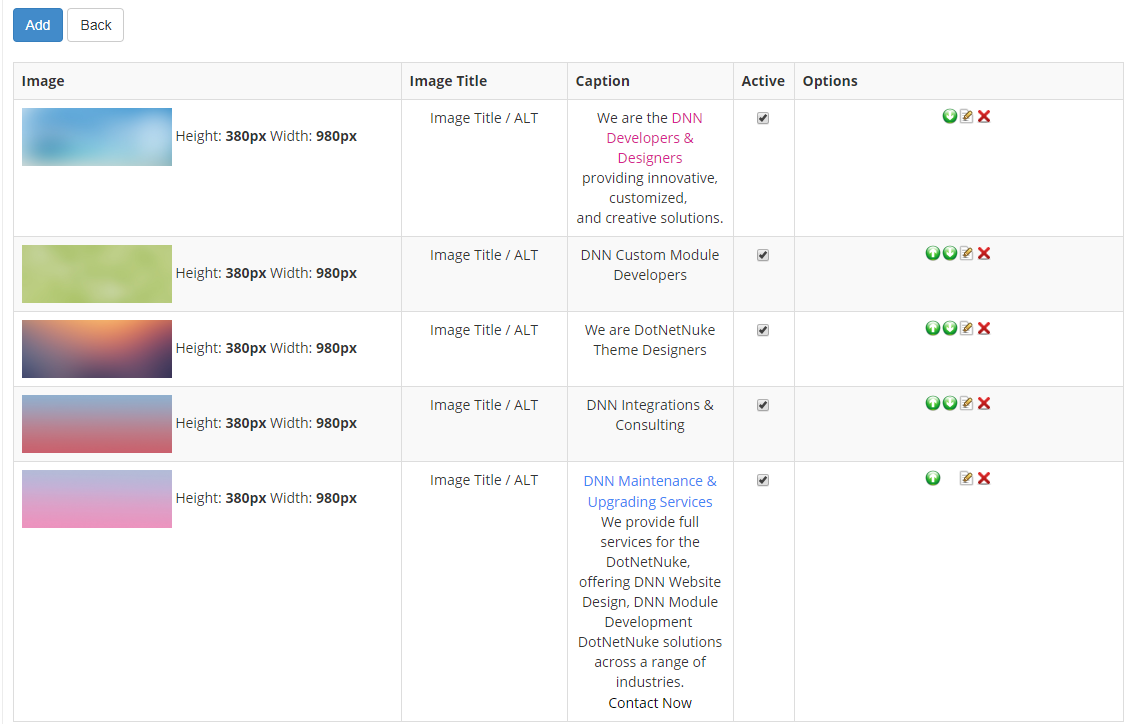 Add Back
Image Image Title Caption Active Options
Height: 380px Width: 980px Image Title / ALT We are the DNN
Developers &
Designers
providing innovative,
customized,
and creative solutions.
Height: 380px Width: 980px Image Title / ALT DNN Custom Module
Developers
Height: 380px Width: 980px Image Title / ALT We are DotNetNuke
Theme Designers
Height: 380px Width: 980px Image Title / ALT DNN Integrations &
Consulting
Height: 380px Width: 980px Image Title / ALT DNN Maintenance &
Upgrading Services
We provide full
services for the
DotNetNuke,
offering DNN Website
Design, DNN Module
Development
DotNetNuke solutions
across a range of
industries.
Contact Now